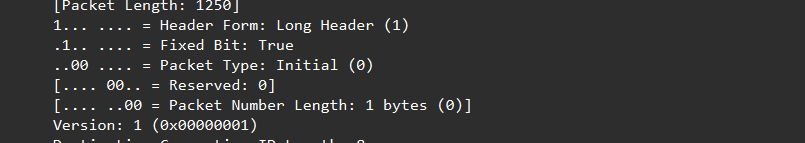 [Packet Length: 1250]
1... .... = Header Form: Long Header (1)
.1.. .... = Fixed Bit: True
..00 .... = Packet Type: Initial (0)
[.... 00.. = Reserved: 0]
[.... ..00 = Packet Number Length: 1 bytes (0)]
Version: 1 (0x00000001)